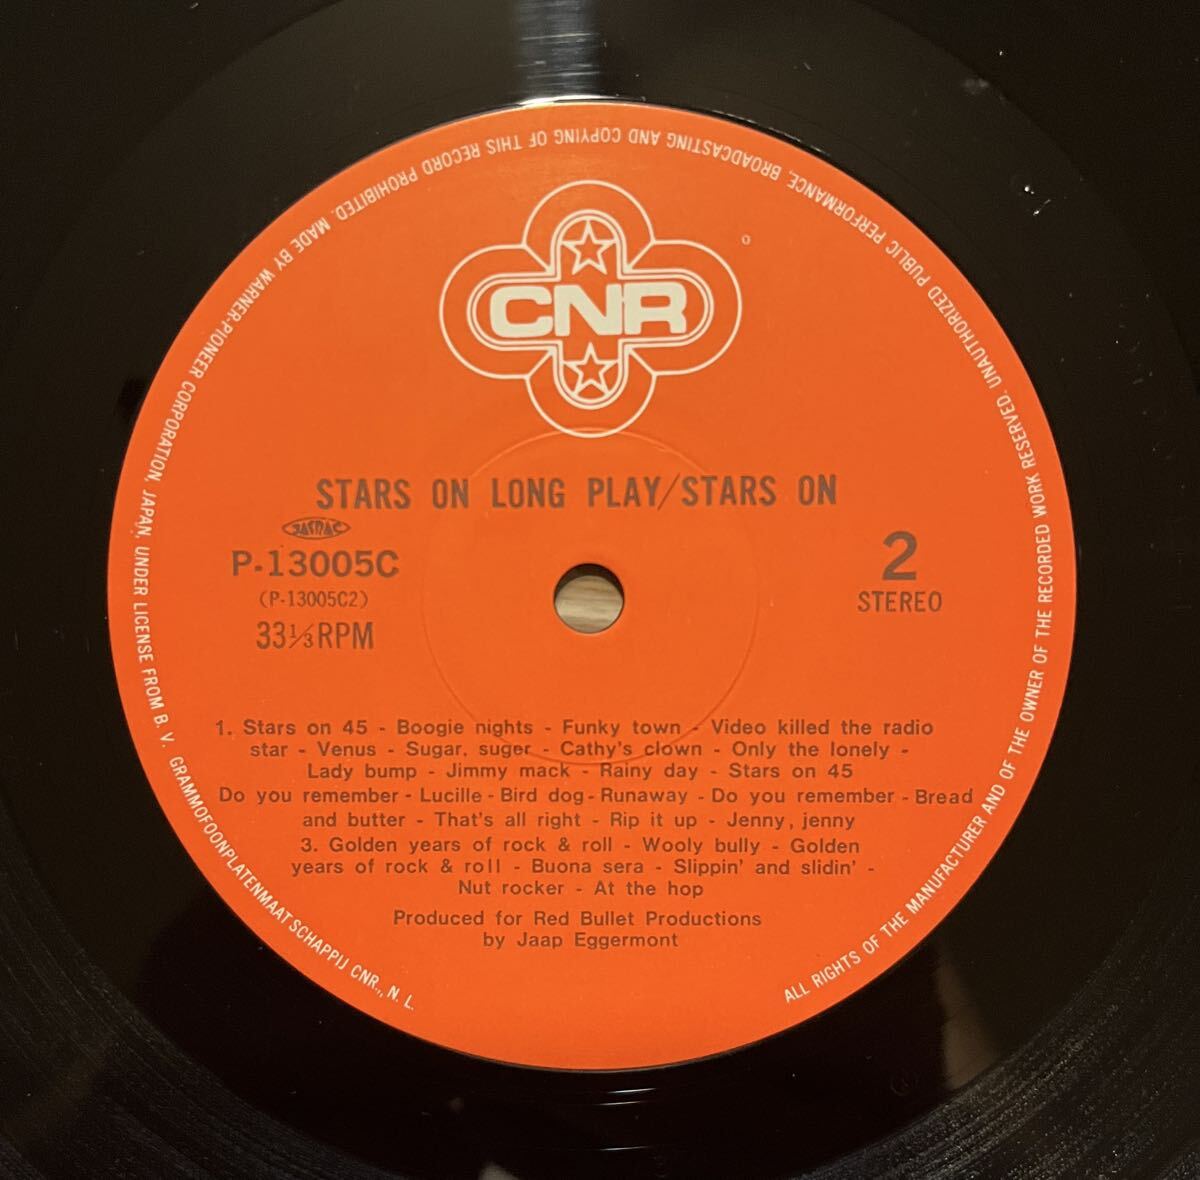 ALL RIGHTS OF THE MANUFACTURER AND OF THE OWNER OF THE RECORDED WORK RESERVED. UNAUTHORIZED PUBLIC PERFORMANCE, BROADCASTING AND COPYING OF THIS RECORD PROHIBITED. MADE BY WARNER-PIONEER CORPORATION, JAPAN, UNDER LICENSE FROM B. V. GRAMMOFOONPLATENMAATSCHAPPIJ CNR., N. L.
CNR
STARS ON LONG PLAY/STARS ON
JASRAC
P-13005C
(P-13005C2)
33⅓RPM
2
STEREO
1. Stars on 45 - Boogie nights - Funky town - Video killed the radio
star - Venus - Sugar, suger - Cathy's clown - Only the lonely -
Lady bump - Jimmy mack - Rainy day - Stars on 45
Do you remember - Lucille - Bird dog - Runaway - Do you remember - Bread
and butter - That's all right - Rip it up - Jenny, jenny
3. Golden years of rock & roll - Wooly bully - Golden
years of rock & roll - Buona sera - Slippin' and slidin' -
Nut rocker - At the hop
Produced for Red Bullet Productions
by Jaap Eggermont